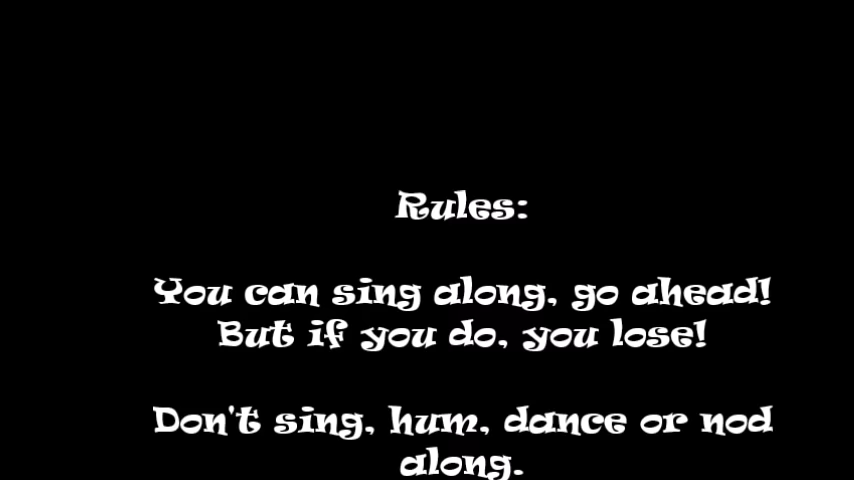 Rules:
You can sing along, go ahead!
But if you do, you lose!
Don't sing, hum, dance or nod
along.